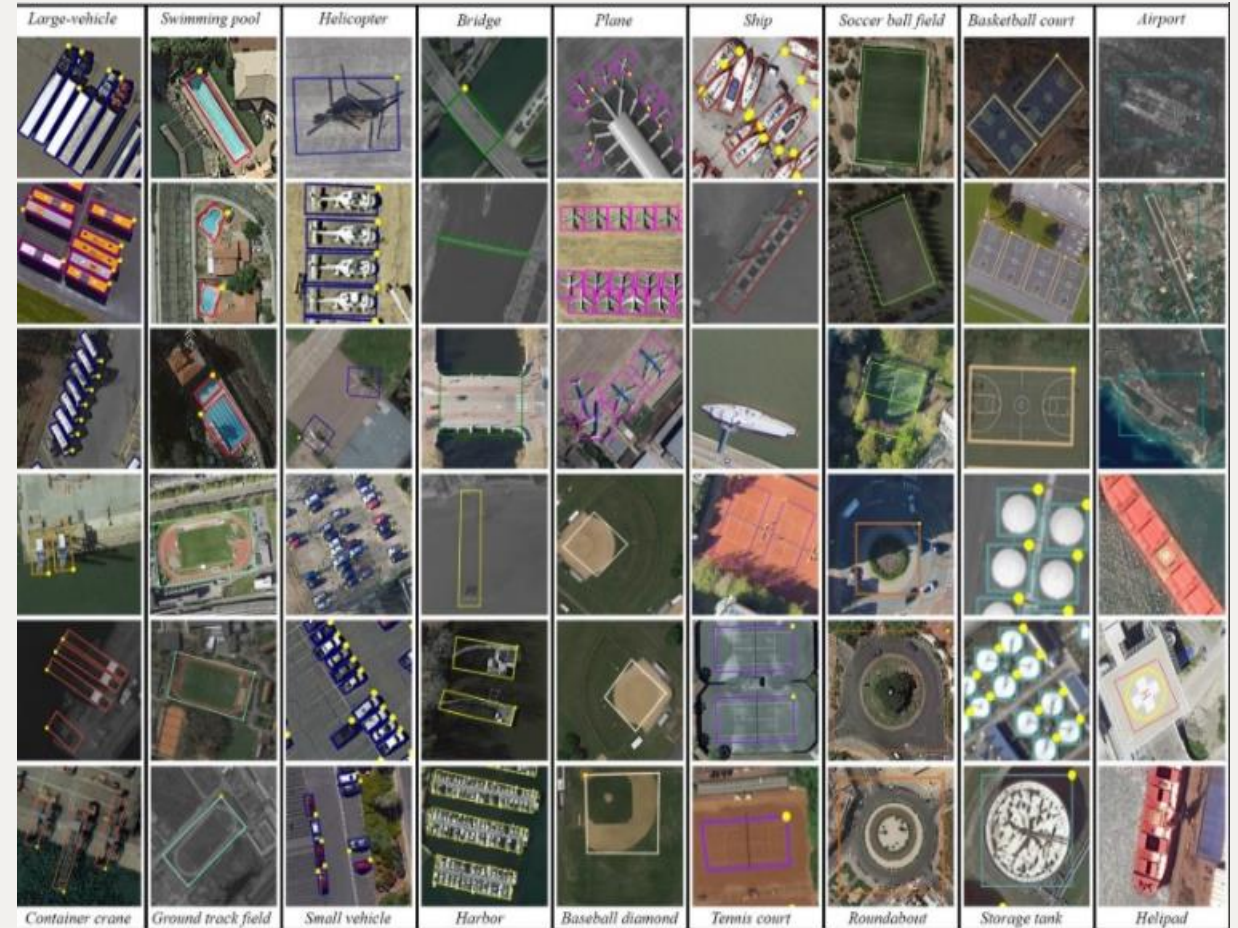 Large-vehicle
Swimming pool
Helicopter
Bridge
Plane
Ship
Soccer ball field
Basketball court
Airport
Container crane
Ground track field
Small vehicle
Harbor
Baseball diamond
Tennis court
Roundabout
Storage tank
Helipad